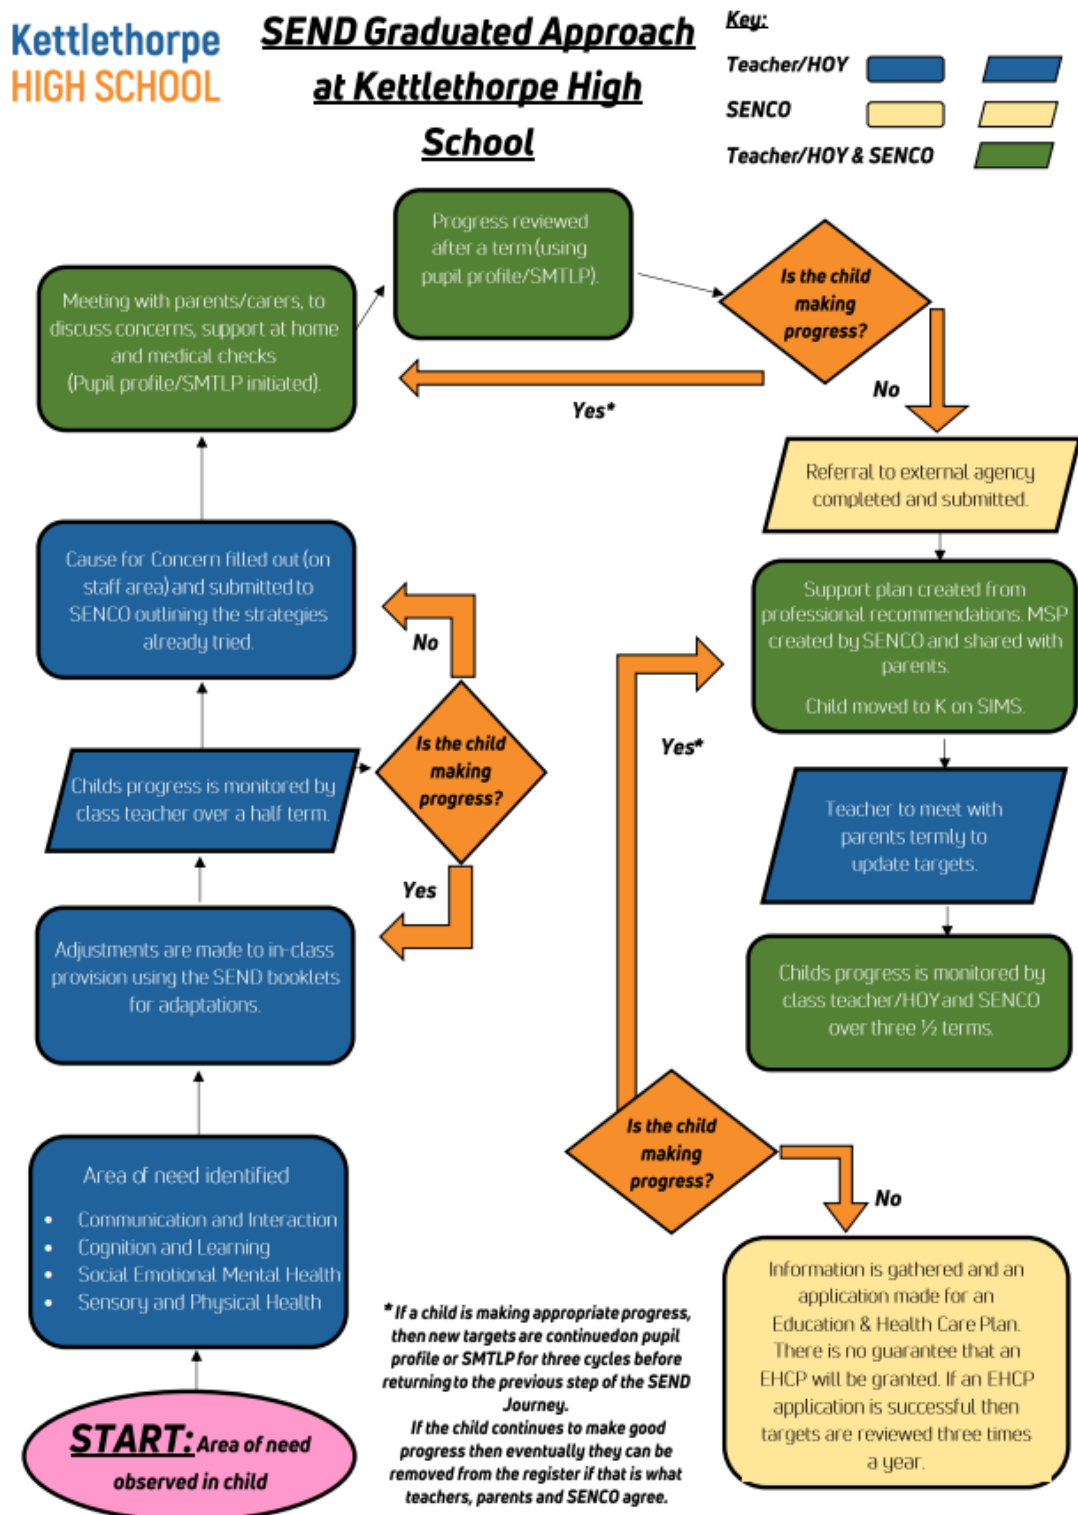 Kettlethorpe
HIGH SCHOOL
SEND Graduated Approach
at Kettlethorpe High
School
Key:
Teacher/HOY
SENCO
Teacher/HOY & SENCO
Progress reviewed
after a term (using
pupil profile/SMTLP).
Is the child
making
progress?
Meeting with parents/carers, to
discuss concerns, support at home
and medical checks
(Pupil profile/SMTLP initiated).
Yes*
No
Referral to external agency
completed and submitted.
Cause for Concern filled out (on
staff area) and submitted to
SENCO outlining the strategies
already tried.
No
Support plan created from
professional recommendations. MSP
created by SENCO and shared with
parents.
Child moved to K on SIMS.
Is the child
making
progress?
Yes*
Childs progress is monitored by
class teacher over a half term.
Teacher to meet with
parents termly to
update targets.
Yes
Adjustments are made to in-class
provision using the SEND booklets
for adaptations.
Childs progress is monitored by
class teacher/HOY and SENCO
over three ½ terms.
Is the child
making
progress?
No
Area of need identified
• Communication and Interaction
• Cognition and Learning
• Social Emotional Mental Health
• Sensory and Physical Health
Information is gathered and an
application made for an
Education & Health Care Plan.
There is no guarantee that an
EHCP will be granted. If an EHCP
application is successful then
targets are reviewed three times
a year.
* If a child is making appropriate progress,
then new targets are continuedon pupil
profile or SMTLP for three cycles before
returning to the previous step of the SEND
Journey.
If the child continues to make good
progress then eventually they can be
removed from the register if that is what
teachers, parents and SENCO agree.
START: Area of need
observed in child